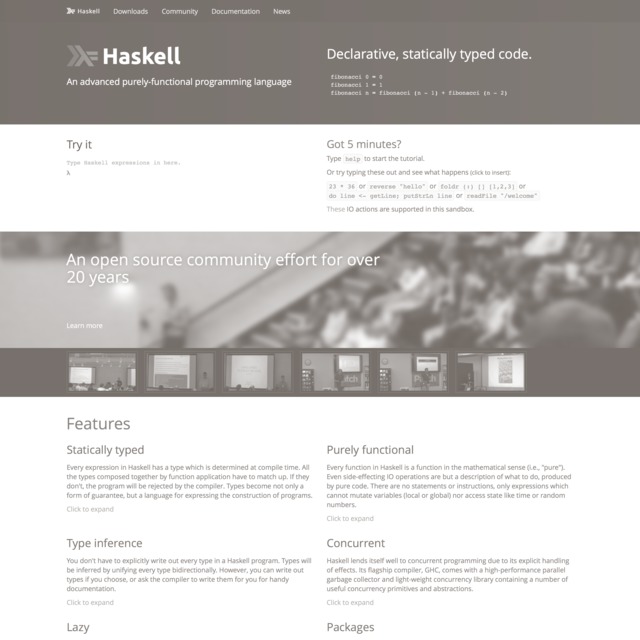 Haskell Downloads Community Documentation News
Haskell
An advanced purely-functional programming language
Declarative, statically typed code.
fibonacci 0 = 0
fibonacci 1 = 1
fibonacci n = fibonacci (n - 1) + fibonacci (n - 2)
Try it
Type Haskell expressions in here.
λ
Got 5 minutes?
Type help to start the tutorial.
Or try typing these out and see what happens (click to insert):
23 * 36 or reverse "hello" or foldr (:) [] [1,2,3] or
do line <- getLine; putStrLn line or readFile "/welcome"
These IO actions are supported in this sandbox.
An open source community effort for over
20 years
Learn more
Features
Statically typed
Every expression in Haskell has a type which is determined at compile time. All
the types composed together by function application have to match up. If they
don't, the program will be rejected by the compiler. Types become not only a
form of guarantee, but a language for expressing the construction of programs.
Click to expand
Purely functional
Every function in Haskell is a function in the mathematical sense (i.e., "pure").
Even side-effecting IO operations are but a description of what to do, produced
by pure code. There are no statements or instructions, only expressions which
cannot mutate variables (local or global) nor access state like time or random
numbers.
Click to expand
Type inference
You don't have to explicitly write out every type in a Haskell program. Types will
be inferred by unifying every type bidirectionally. However, you can write out
types if you choose, or ask the compiler to write them for you for handy
documentation.
Click to expand
Concurrent
Haskell lends itself well to concurrent programming due to its explicit handling
of effects. Its flagship compiler, GHC, comes with a high-performance parallel
garbage collector and light-weight concurrency library containing a number of
useful concurrency primitives and abstractions.
Click to expand
Lazy
Packages